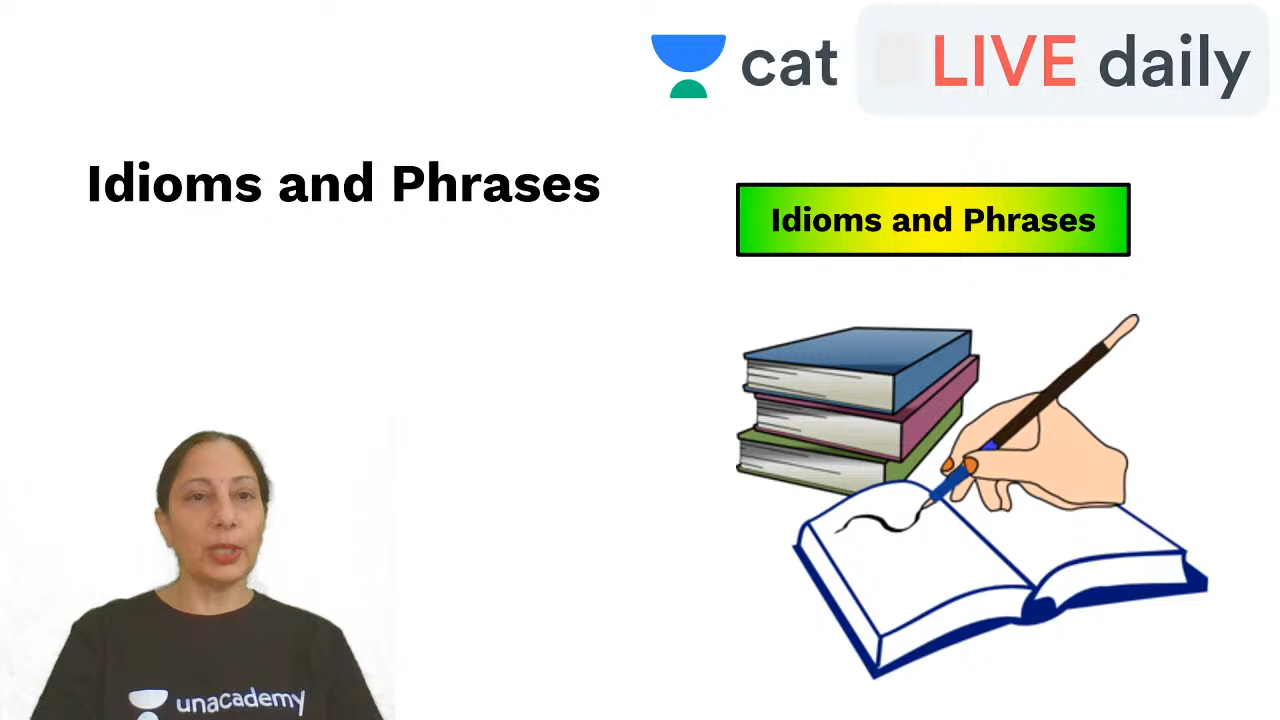 cat LIVE daily
Idioms and Phrases
Idioms and Phrases
unacademy